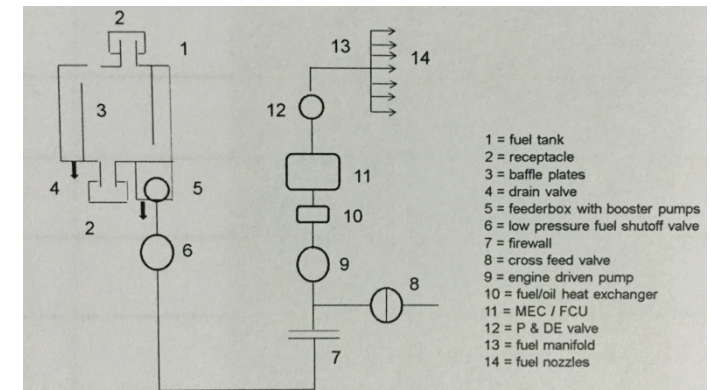 2
1
13
14
3
12
4
5
11
2
10
6
9
8
7
1 = fuel tank
2 = receptacle
3 = baffle plates
4 = drain valve
5 = feederbox with booster pumps
6 = low pressure fuel shutoff valve
7 = firewall
8 = cross feed valve
9 = engine driven pump
10 = fuel/oil heat exchanger
11 = MEC / FCU
12 = P & DE valve
13 = fuel manifold
14 = fuel nozzles